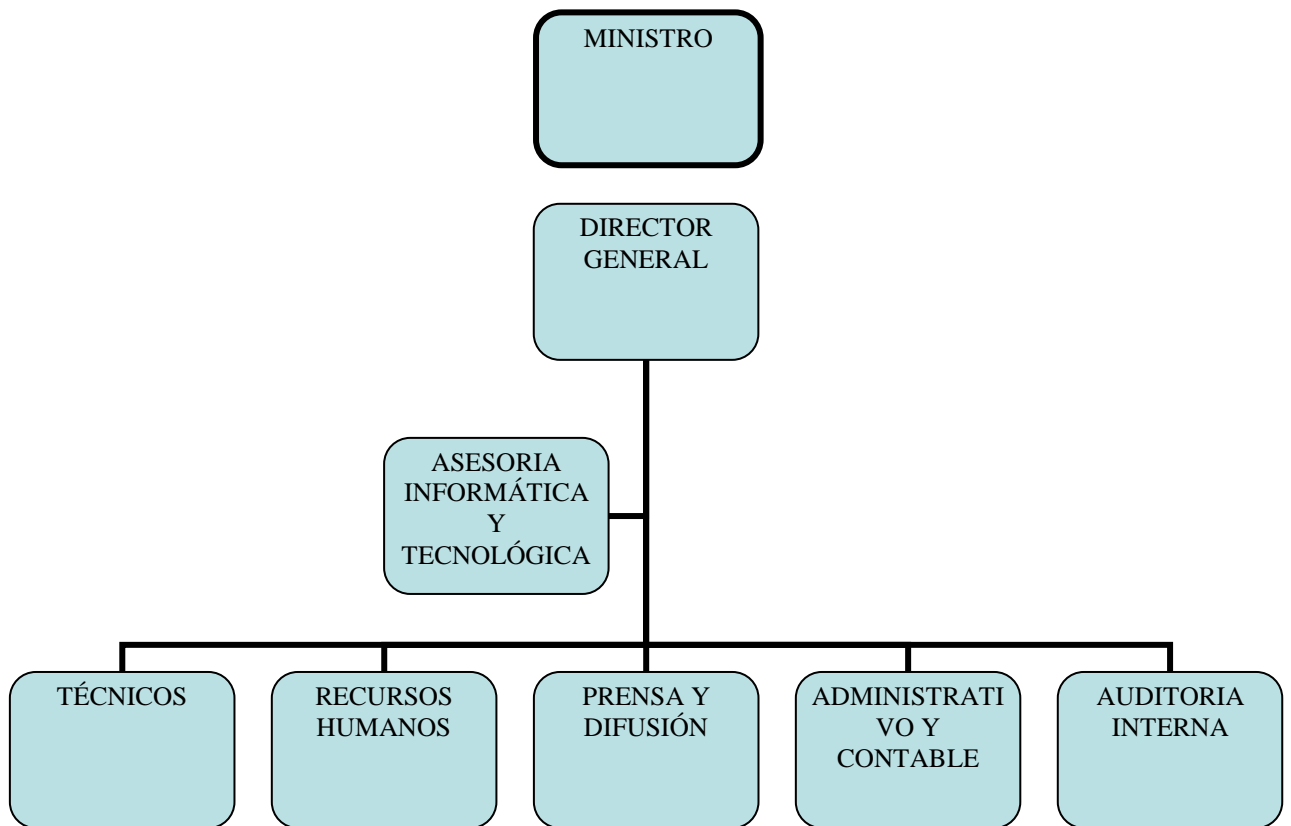 MINISTRO
DIRECTOR
GENERAL
ASESORIA
INFORMÁTICA
Y
TECNOLÓGICA
TÉCNICOS
RECURSOS
HUMANOS
PRENSA Y
DIFUSIÓN
ADMINISTRATI
VO Y
CONTABLE
AUDITORIA
INTERNA